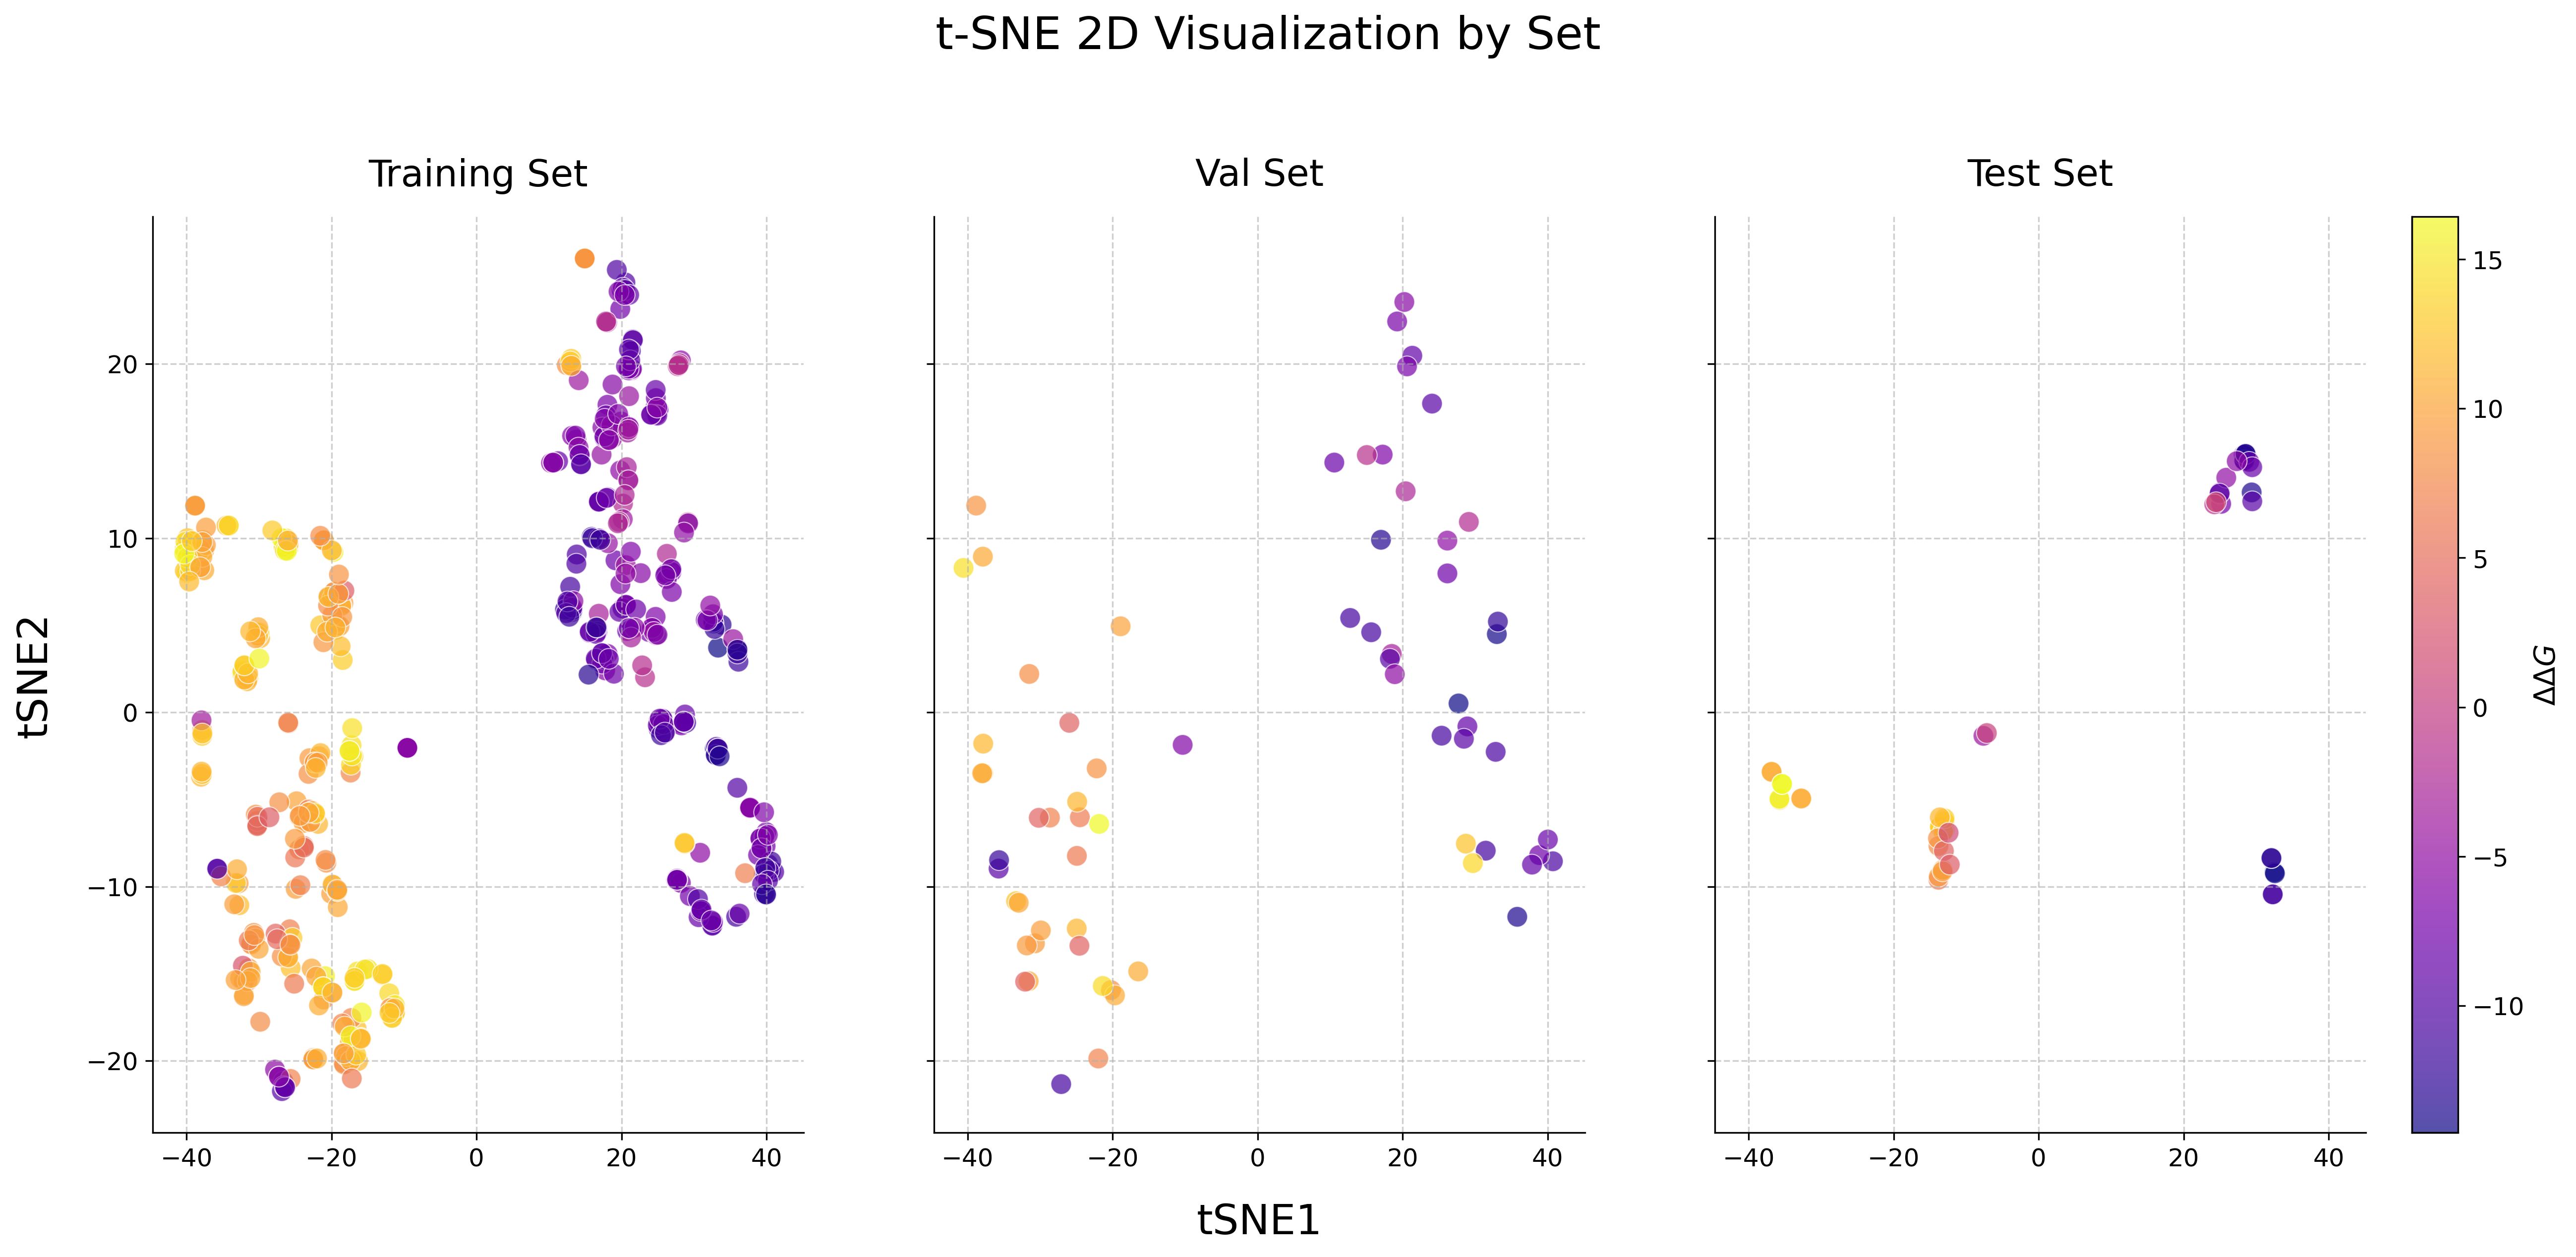 t-SNE 2D Visualization by Set
Training Set
Val Set
Test Set
tSNE2
20
10
0
−10
−20
−40 −20 0 20 40
−40 −20 0 20 40
−40 −20 0 20 40
tSNE1
15
10
5
0
−5
−10
ΔΔG